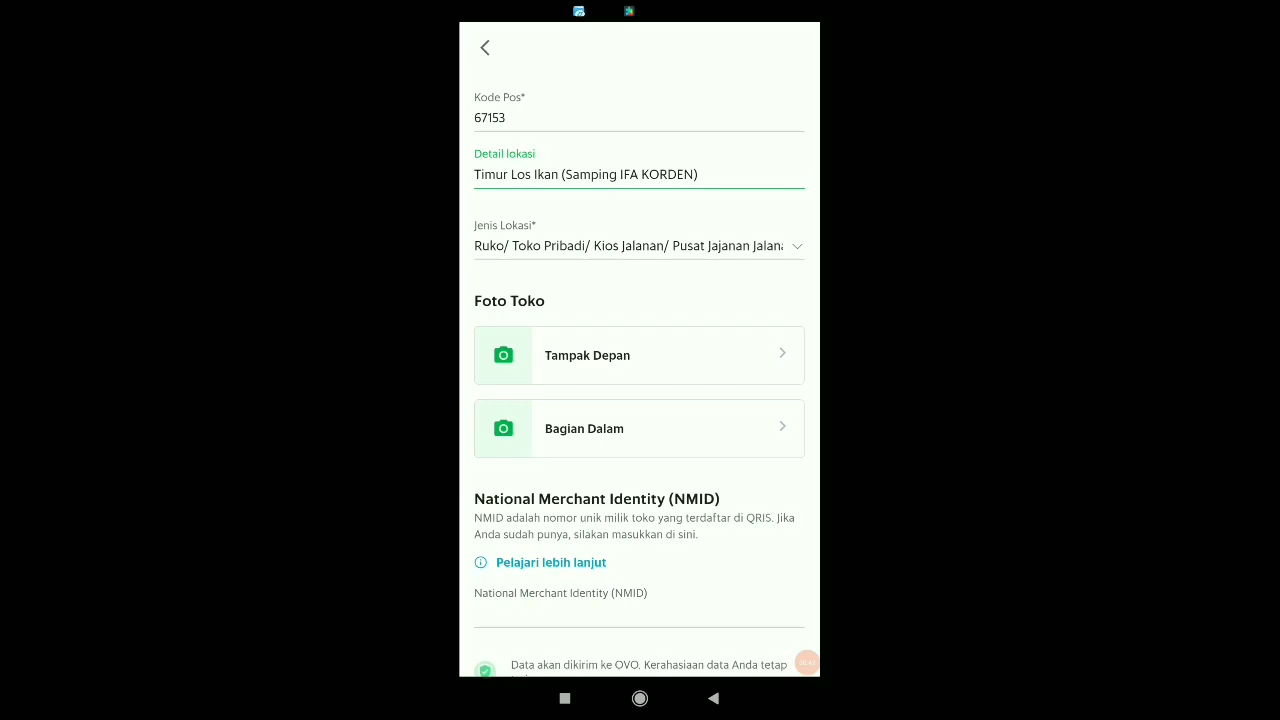 Kode Pos*
67153
Detail lokasi
Timur Los Ikan (Samping IFA KORDEN)
Jenis Lokasi*
Ruko/ Toko Pribadi/ Kios Jalanan/ Pusat Jajanan Jalana
Foto Toko
Tampak Depan
Bagian Dalam
National Merchant Identity (NMID)
NMID adalah nomor unik milik toko yang terdaftar di QRIS. Jika
Anda sudah punya, silakan masukkan di sini.
Pelajari lebih lanjut
National Merchant Identity (NMID)
Data akan dikirim ke OVO. Kerahasiaan data Anda tetap